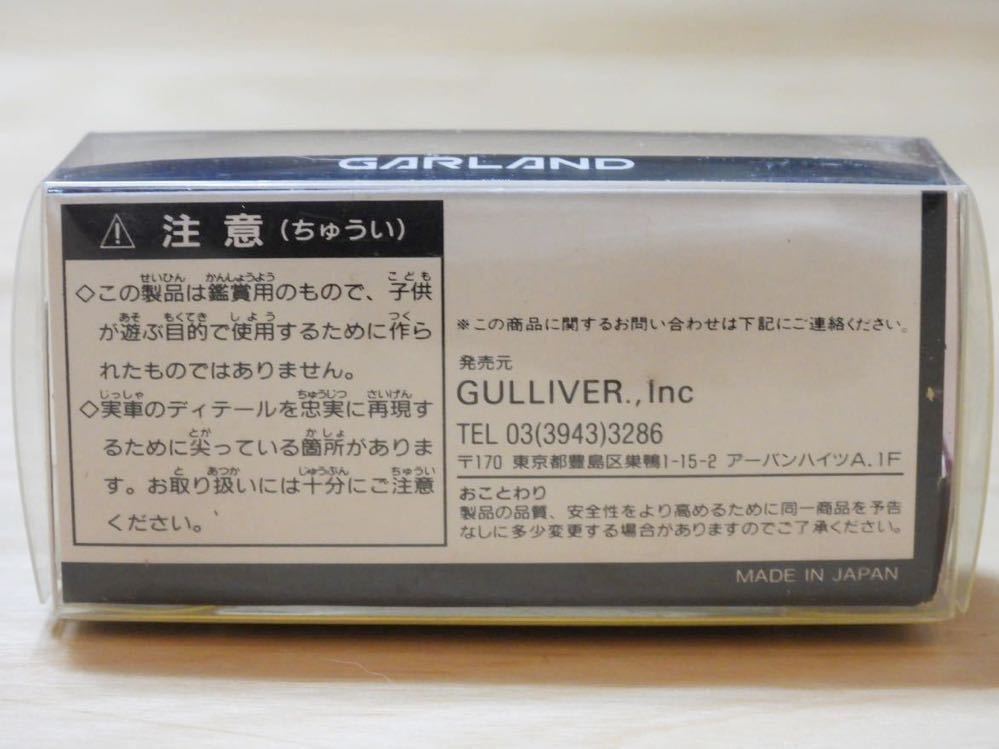 GARLAND
⚠ 注意(ちゅうい)
◇この製品は鑑賞用のもので、子供
が遊ぶ目的で使用するために作ら
れたものではありません。
◇実車のディテールを忠実に再現す
るために尖っている箇所がありま
す。お取り扱いには十分にご注意
ください。
※この商品に関するお問い合わせは下記にご連絡ください。
発売元
GULLIVER.,Inc
TEL 03(3943)3286
〒170 東京都豊島区巣鴨1-15-2 アーバンハイツA.1F
おことわり
製品の品質、安全性をより高めるために同一商品を予告
なしに多少変更する場合がありますのでご了承ください。
MADE IN JAPAN